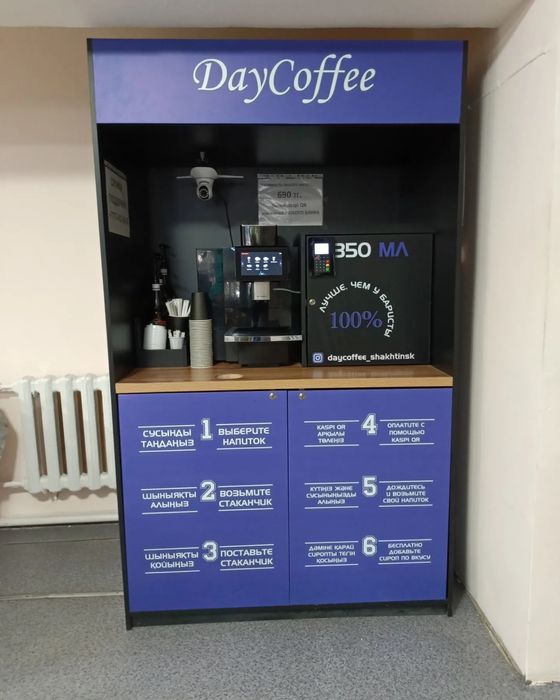 DayCoffee
690 тг.
350 МЛ
ЛУЧШЕ, ЧЕМ У БАРИСТЫ
100%
daycoffee_shakhtinsk
СУСЫНДЫ
ТАҢДАҢЫЗ
1
ВЫБЕРИТЕ
НАПИТОК
ШЫНЫЯҚТЫ
АЛЫҢЫЗ
2
ВОЗЬМИТЕ
СТАКАНЧИК
ШЫНЫЯҚТЫ
ҚОЙЫҢЫЗ
3
ПОСТАВЬТЕ
СТАКАНЧИК
KASPI QR
АРҚЫЛЫ
ТӨЛЕҢІЗ
4
ОПЛАТИТЕ С
ПОМОЩЬЮ
KASPI QR
КҮТІҢІЗ ЖӘНЕ
СУСЫНЫҢЫЗДЫ
АЛЫҢЫЗ
5
ДОЖДИТЕСЬ
И ВОЗЬМИТЕ
СВОЙ НАПИТОК
ДӘМІНЕ ҚАРАЙ
СИРОПТЫ ТЕГІН
ҚОСЫҢЫЗ
6
БЕСПЛАТНО
ДОБАВЬТЕ
СИРОП ПО ВКУСУ